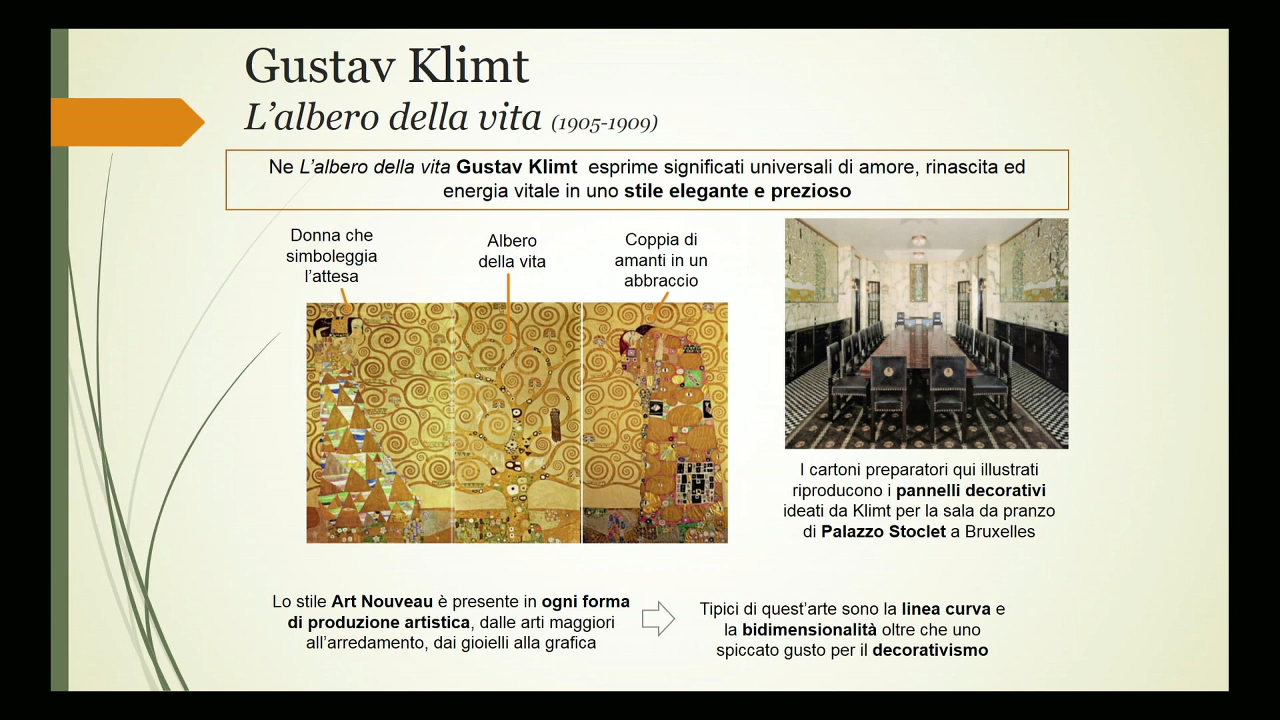 Gustav Klimt
L'albero della vita (1905-1909)
Ne L'albero della vita Gustav Klimt esprime significati universali di amore, rinascita ed
energia vitale in uno stile elegante e prezioso
Donna che
simboleggia
l'attesa
Albero
della vita
Coppia di
amanti in un
abbraccio
I cartoni preparatori qui illustrati
riproducono i pannelli decorativi
ideati da Klimt per la sala da pranzo
di Palazzo Stoclet a Bruxelles
Lo stile Art Nouveau è presente in ogni forma
di produzione artistica, dalle arti maggiori
all'arredamento, dai gioielli alla grafica
Tipici di quest'arte sono la linea curva e
la bidimensionalità oltre che uno
spiccato gusto per il decorativismo